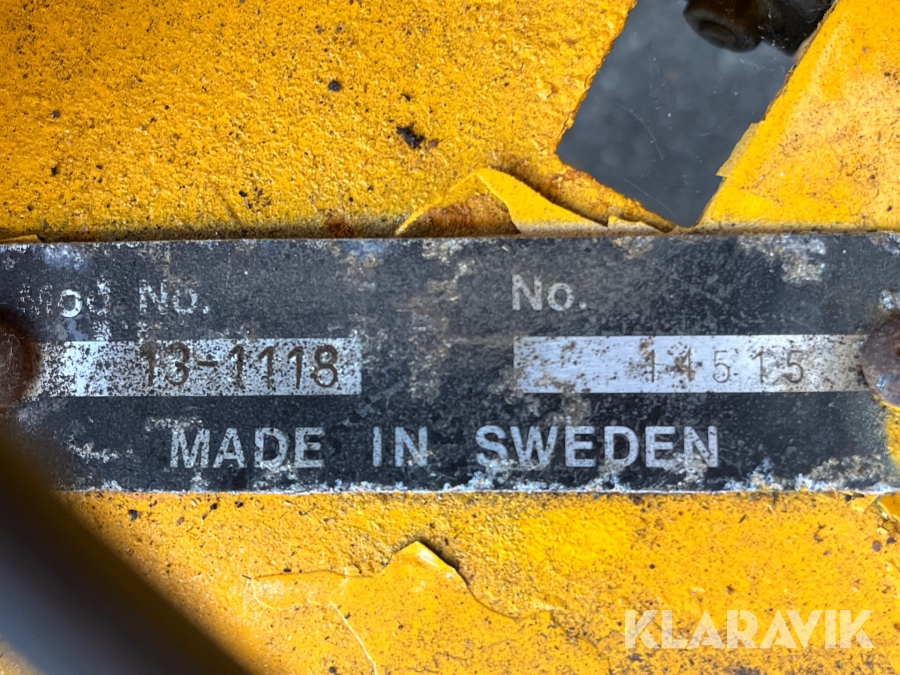 Mod No. No.
13-1118 14515
MADE IN SWEDEN
KLARAVIK